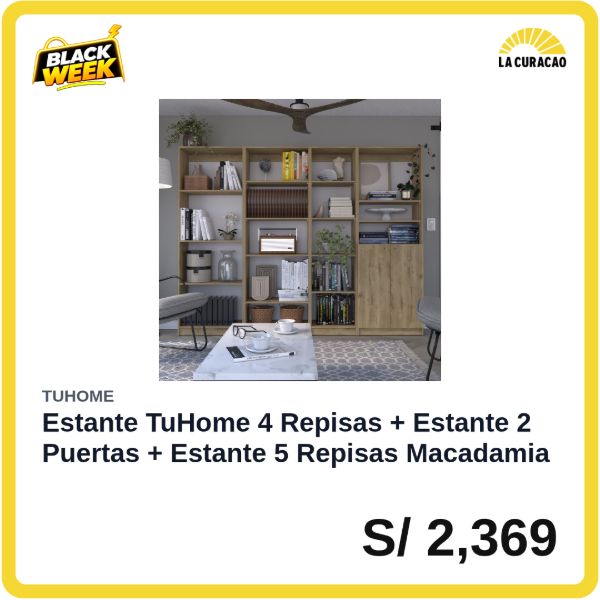 BLACK
WEEK
LA CURACAO
TUHOME
Estante TuHome 4 Repisas + Estante 2
Puertas + Estante 5 Repisas Macadamia
S/ 2,369